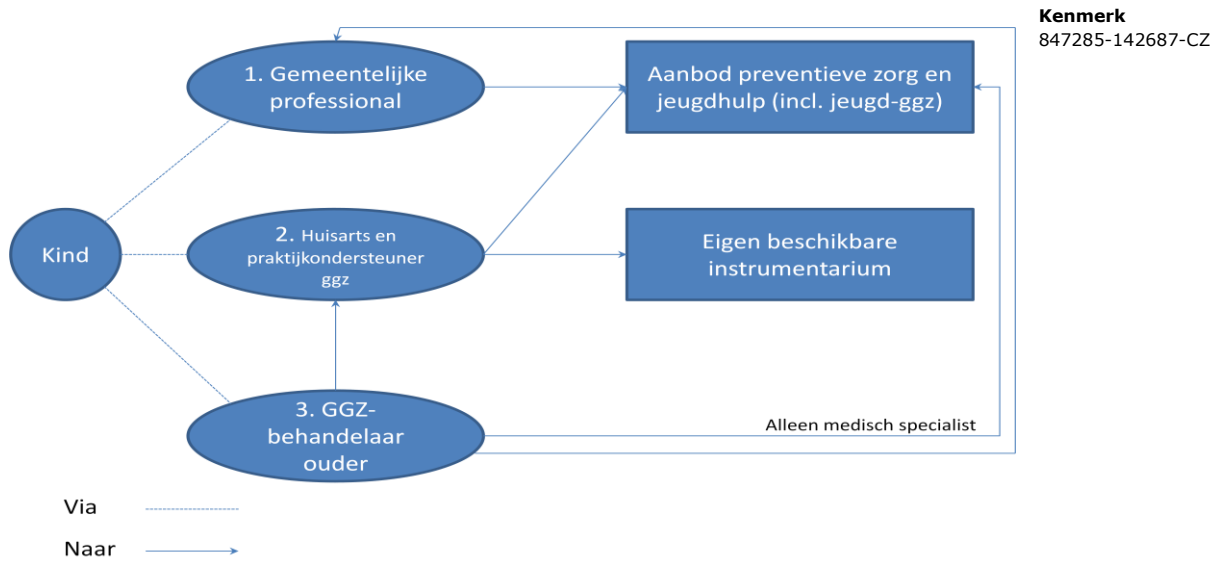 Kenmerk
847285-142687-CZ
1. Gemeentelijke
professional
Aanbod preventieve zorg en
jeugdhulp (incl. jeugd-ggz)
Kind
2. Huisarts en
praktijkondersteuner
ggz
Eigen beschikbare
instrumentarium
3. GGZ-
behandelaar
ouder
Alleen medisch specialist
Via
Naar